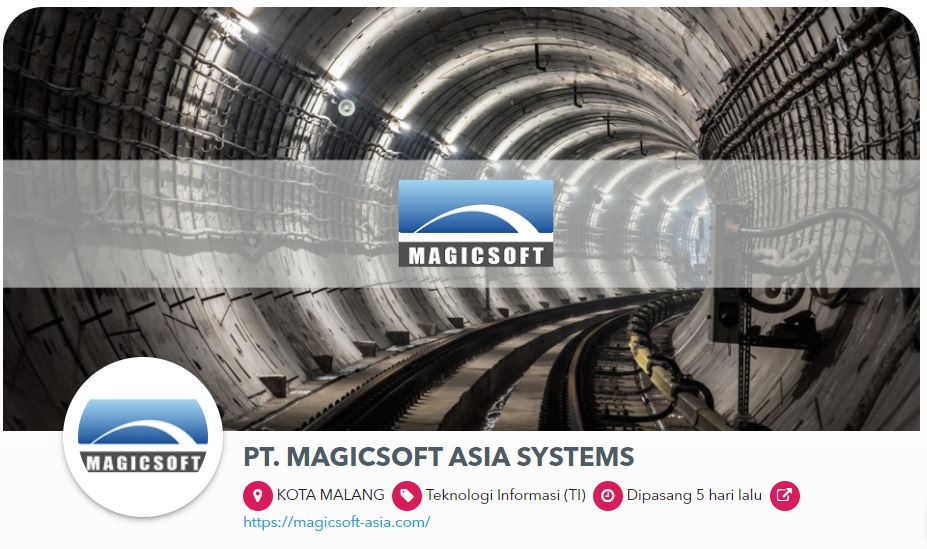 MAGICSOFT
MAGICSOFT
PT. MAGICSOFT ASIA SYSTEMS
KOTA MALANG Teknologi Informasi (TI) Dipasang 5 hari lalu
https://magicsoft-asia.com/